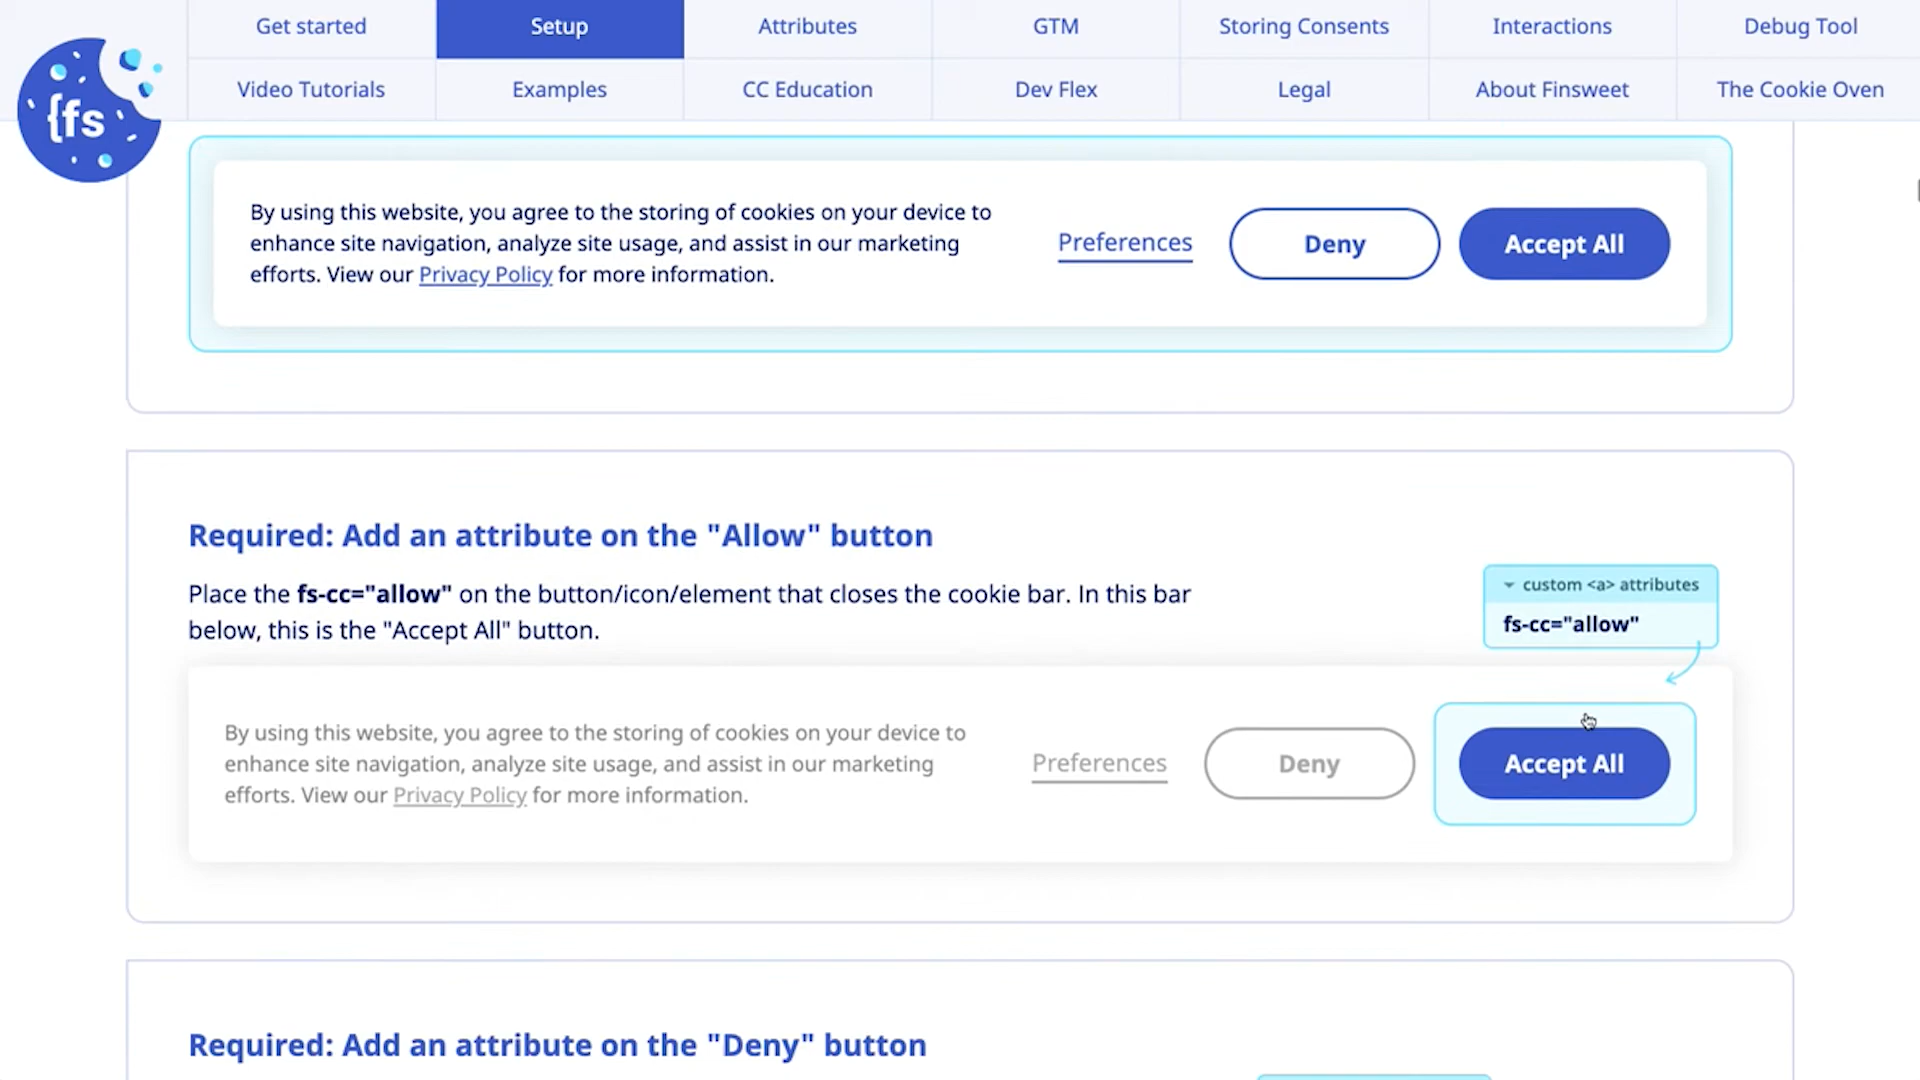 Get started
Setup
Attributes
GTM
Storing Consents
Interactions
Debug Tool
Video Tutorials
Examples
CC Education
Dev Flex
Legal
About Finsweet
The Cookie Oven
{fs
By using this website, you agree to the storing of cookies on your device to
enhance site navigation, analyze site usage, and assist in our marketing
efforts. View our Privacy Policy for more information.
Preferences
Deny
Accept All
Required: Add an attribute on the "Allow" button
Place the fs-cc="allow" on the button/icon/element that closes the cookie bar. In this bar
below, this is the "Accept All" button.
custom <a> attributes
fs-cc="allow"
By using this website, you agree to the storing of cookies on your device to
enhance site navigation, analyze site usage, and assist in our marketing
efforts. View our Privacy Policy for more information.
Preferences
Deny
Accept All
Required: Add an attribute on the "Deny" button